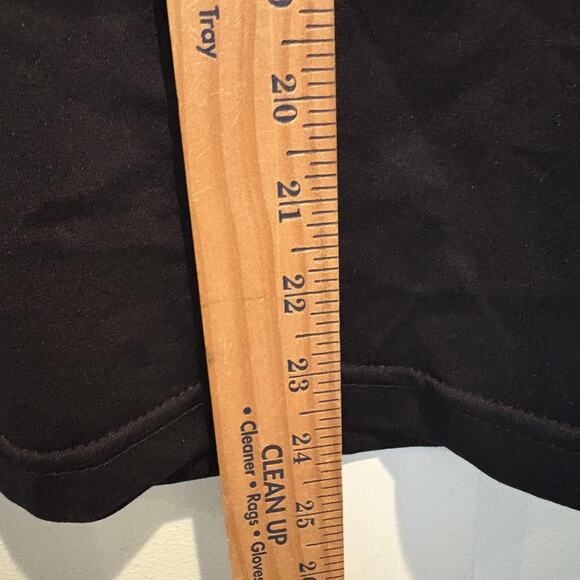 Tray
20
21
22
23
24
25
CLEAN UP
• Cleaner • Rags • Gloves